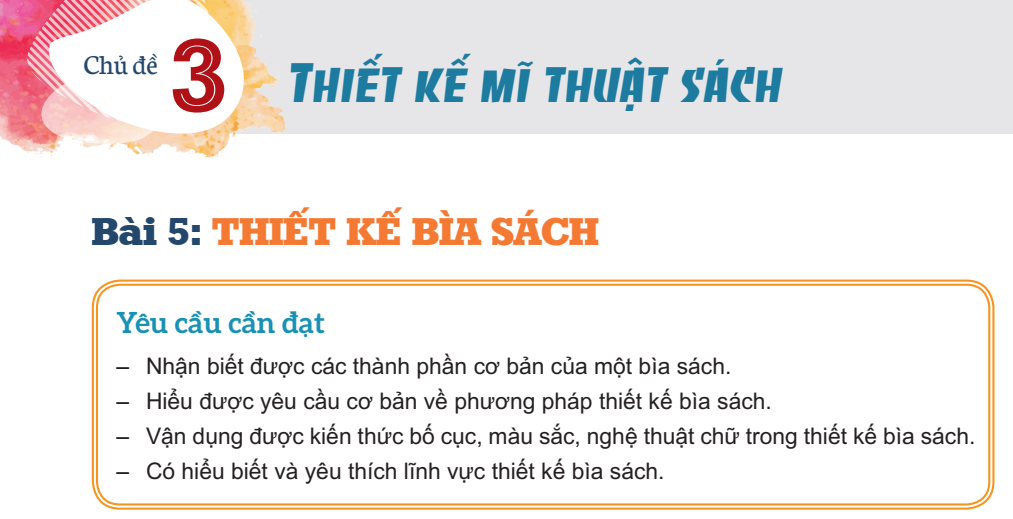 Chủ đề 3 THIẾT KẾ MĨ THUẬT SÁCH
Bài 5: THIẾT KẾ BÌA SÁCH
Yêu cầu cần đạt
– Nhận biết được các thành phần cơ bản của một bìa sách.
– Hiểu được yêu cầu cơ bản về phương pháp thiết kế bìa sách.
– Vận dụng được kiến thức bố cục, màu sắc, nghệ thuật chữ trong thiết kế bìa sách.
– Có hiểu biết và yêu thích lĩnh vực thiết kế bìa sách.